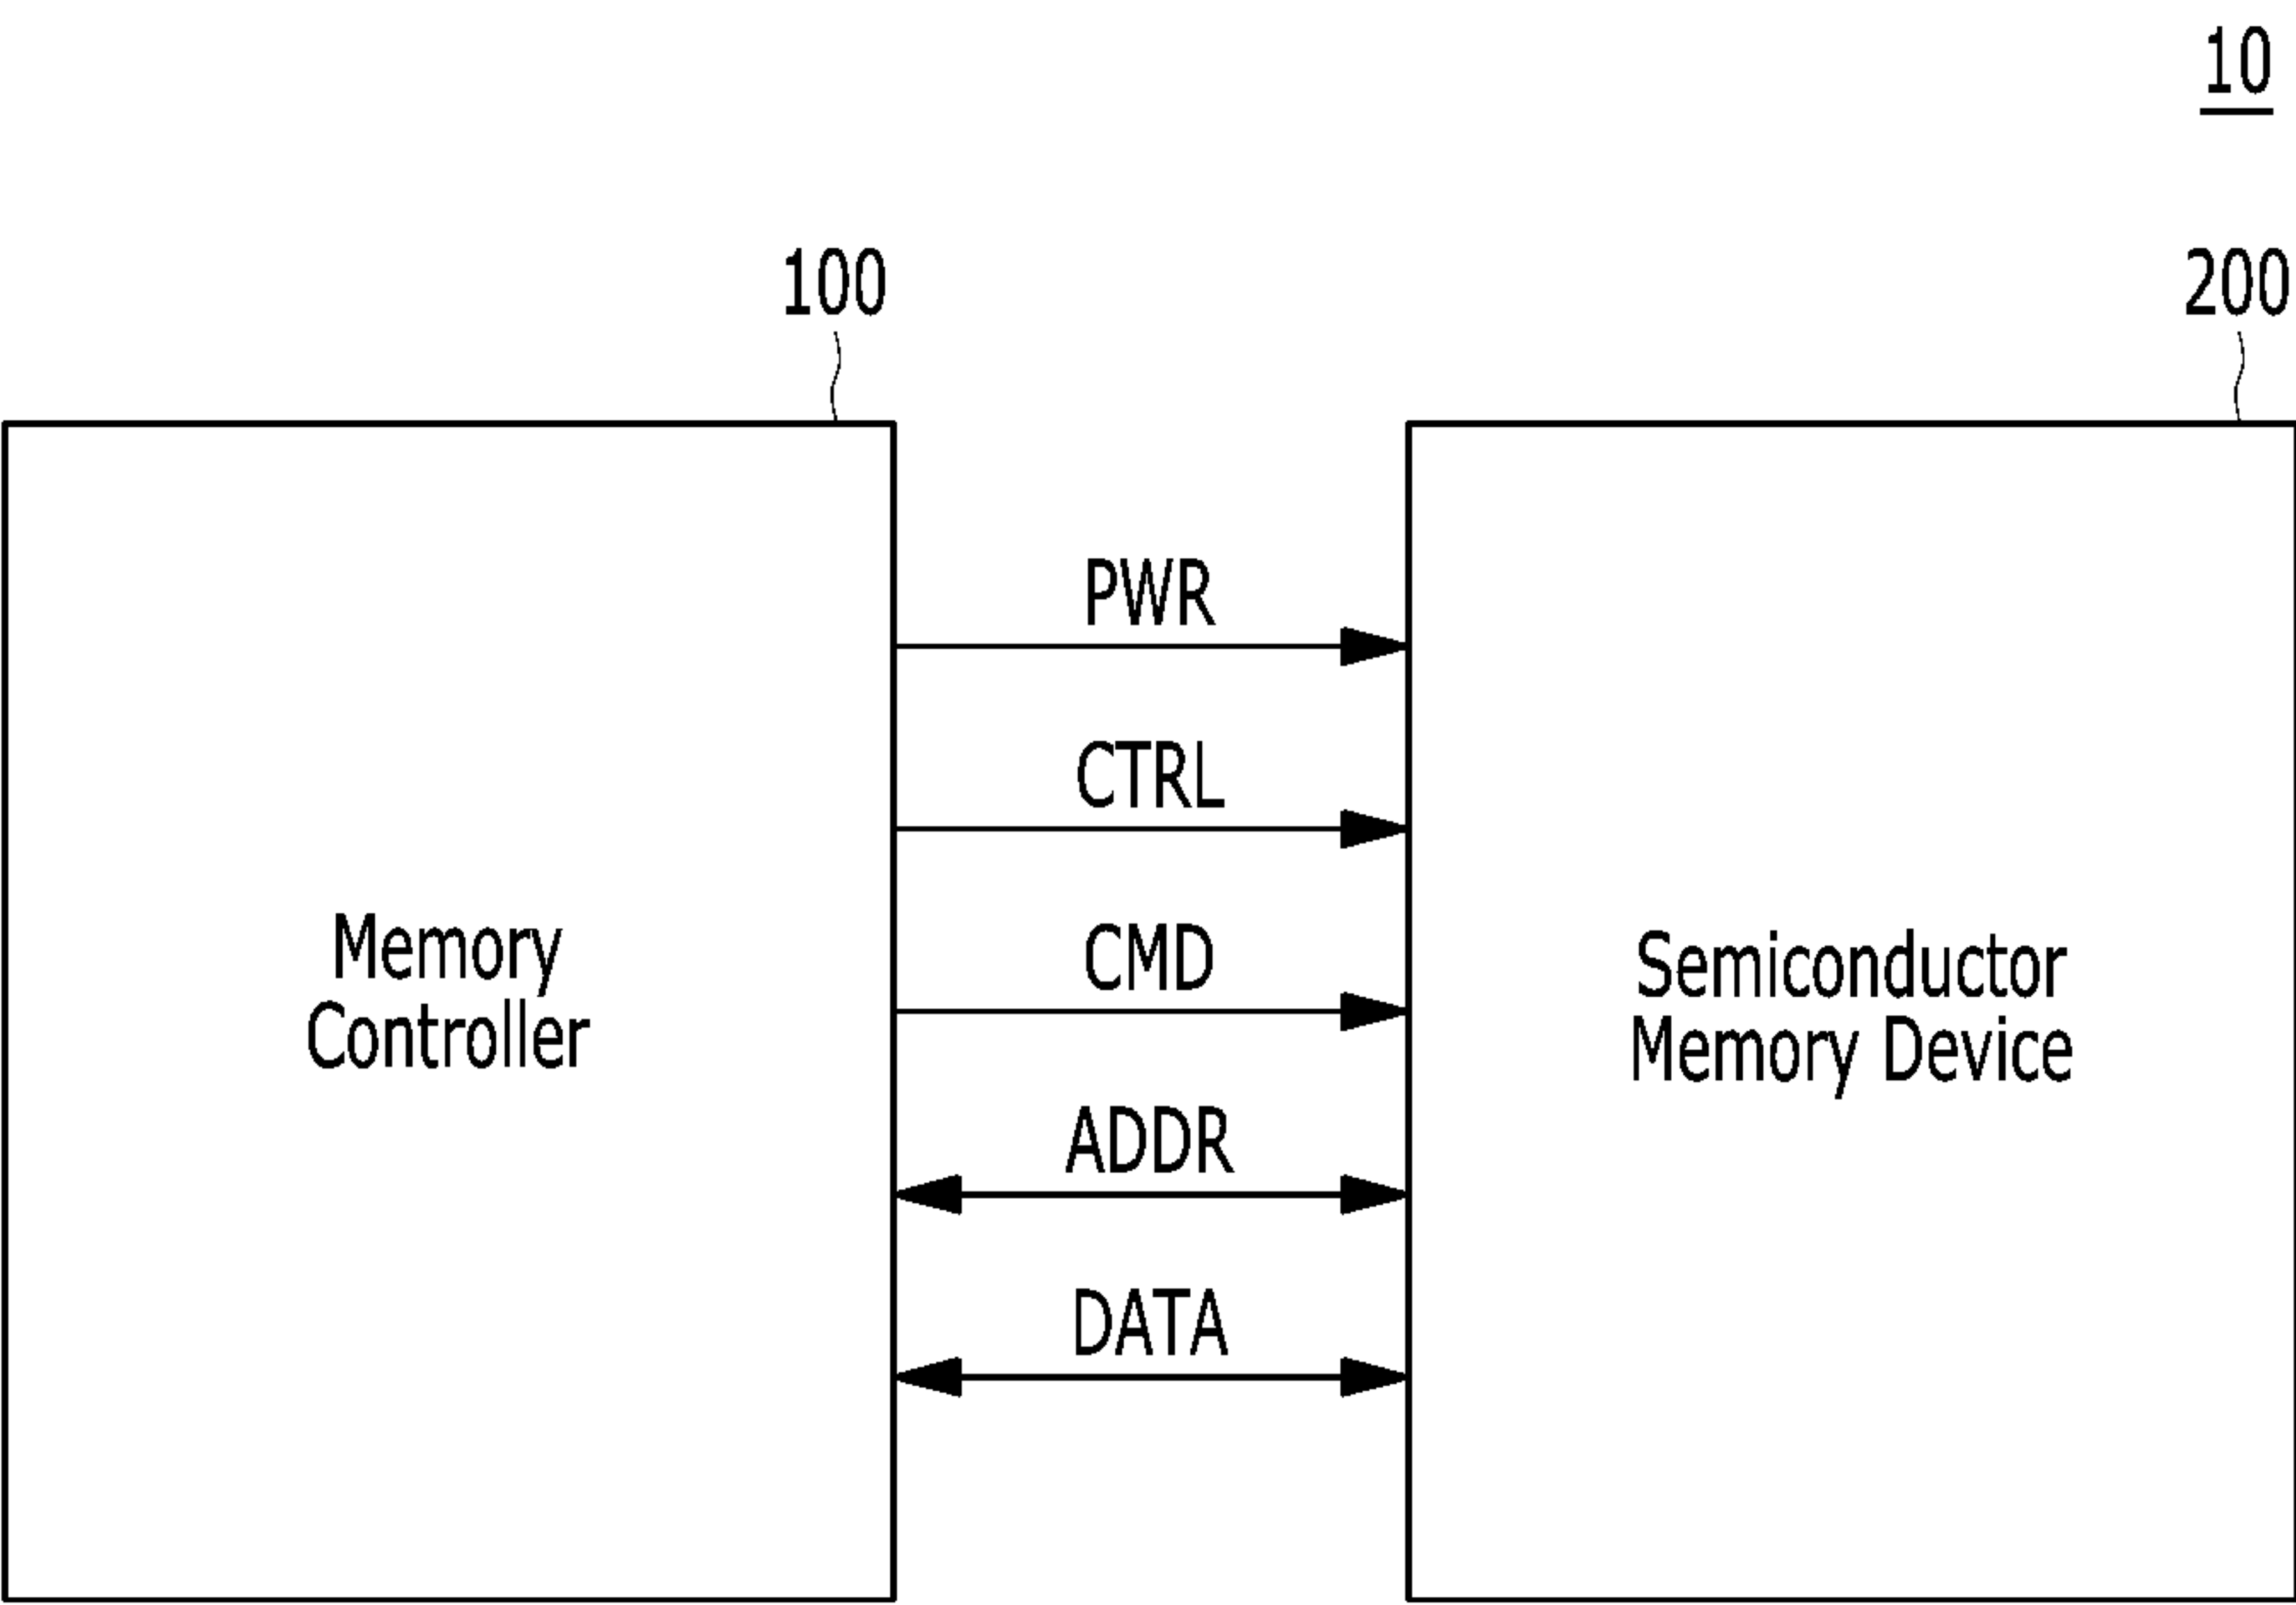 10
100
200
PWR
CTRL
CMD
ADDR
DATA
Memory
Controller
Semiconductor
Memory Device